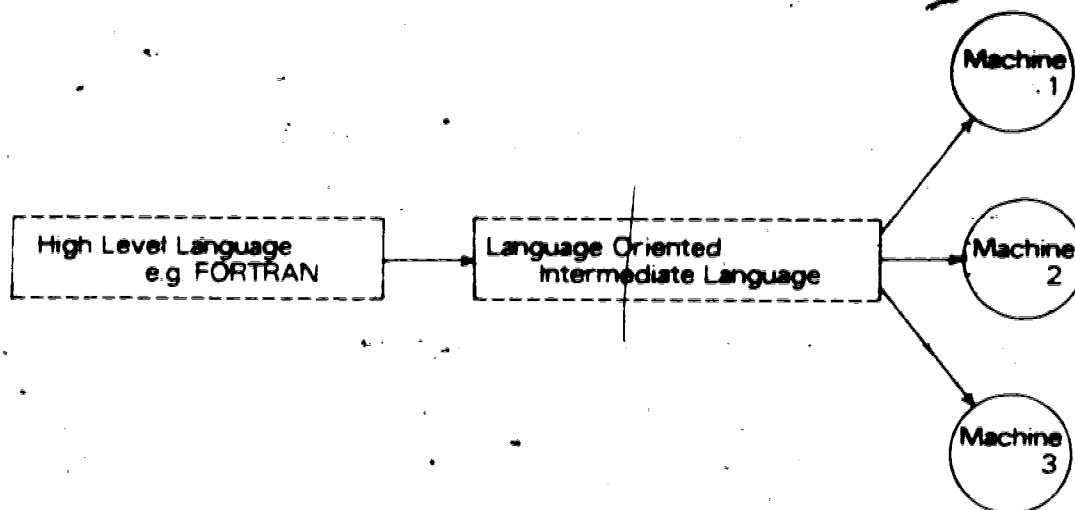 Machine
1
High Level Language
e.g FORTRAN
Language Oriented
Intermediate Language
Machine
2
Machine
3